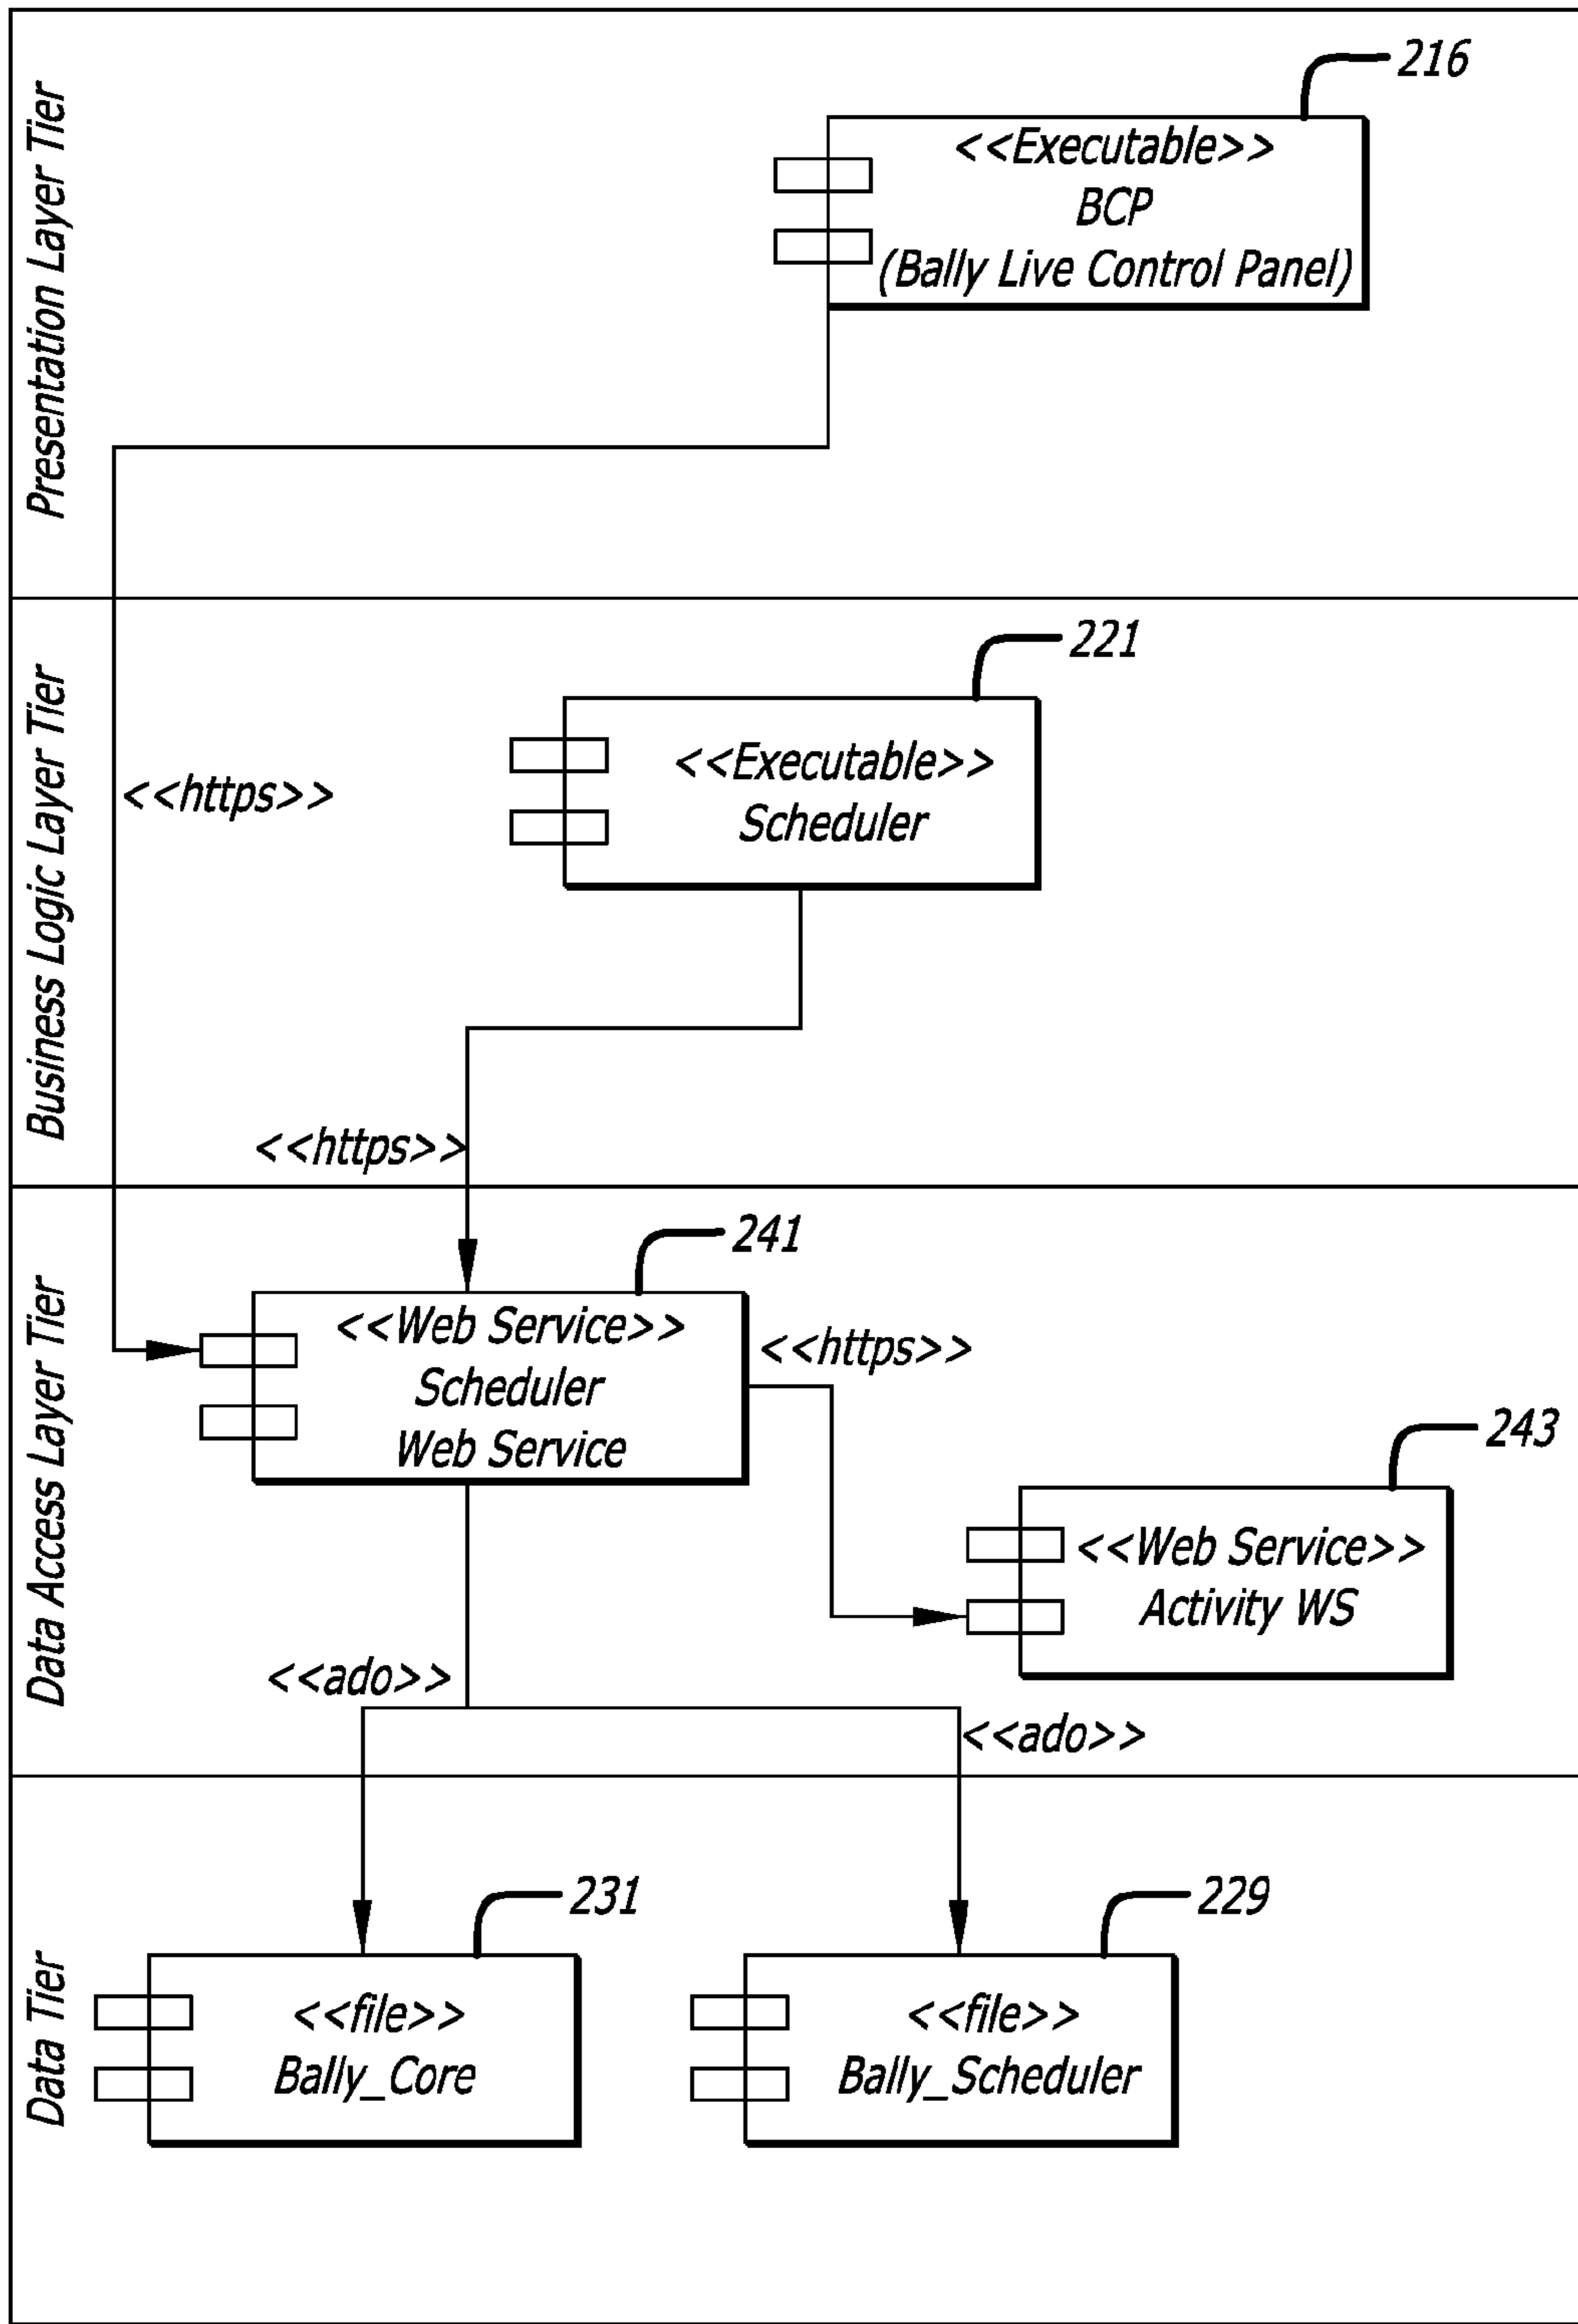 Presentation Layer Tier
216
<<Executable>>
BCP
(Bally Live Control Panel)
Business Logic Layer Tier
221
<<Executable>>
Scheduler
<<https>>
<<https>>
Data Access Layer Tier
241
<<Web Service>>
Scheduler
Web Service
<<https>>
243
<<Web Service>>
Activity WS
<<ado>>
<<ado>>
Data Tier
231
<<file>>
Bally_Core
229
<<file>>
Bally_Scheduler